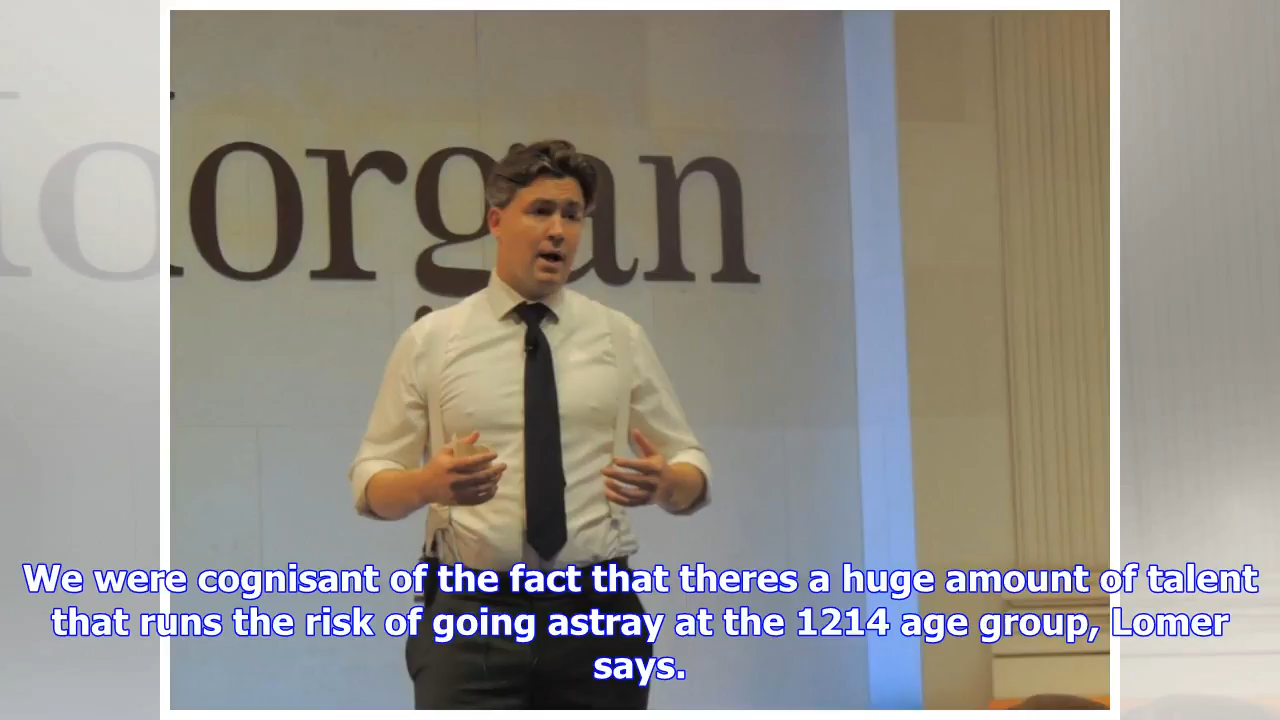 organ
We were cognisant of the fact that theres a huge amount of talent
that runs the risk of going astray at the 1214 age group, Lomer
says.